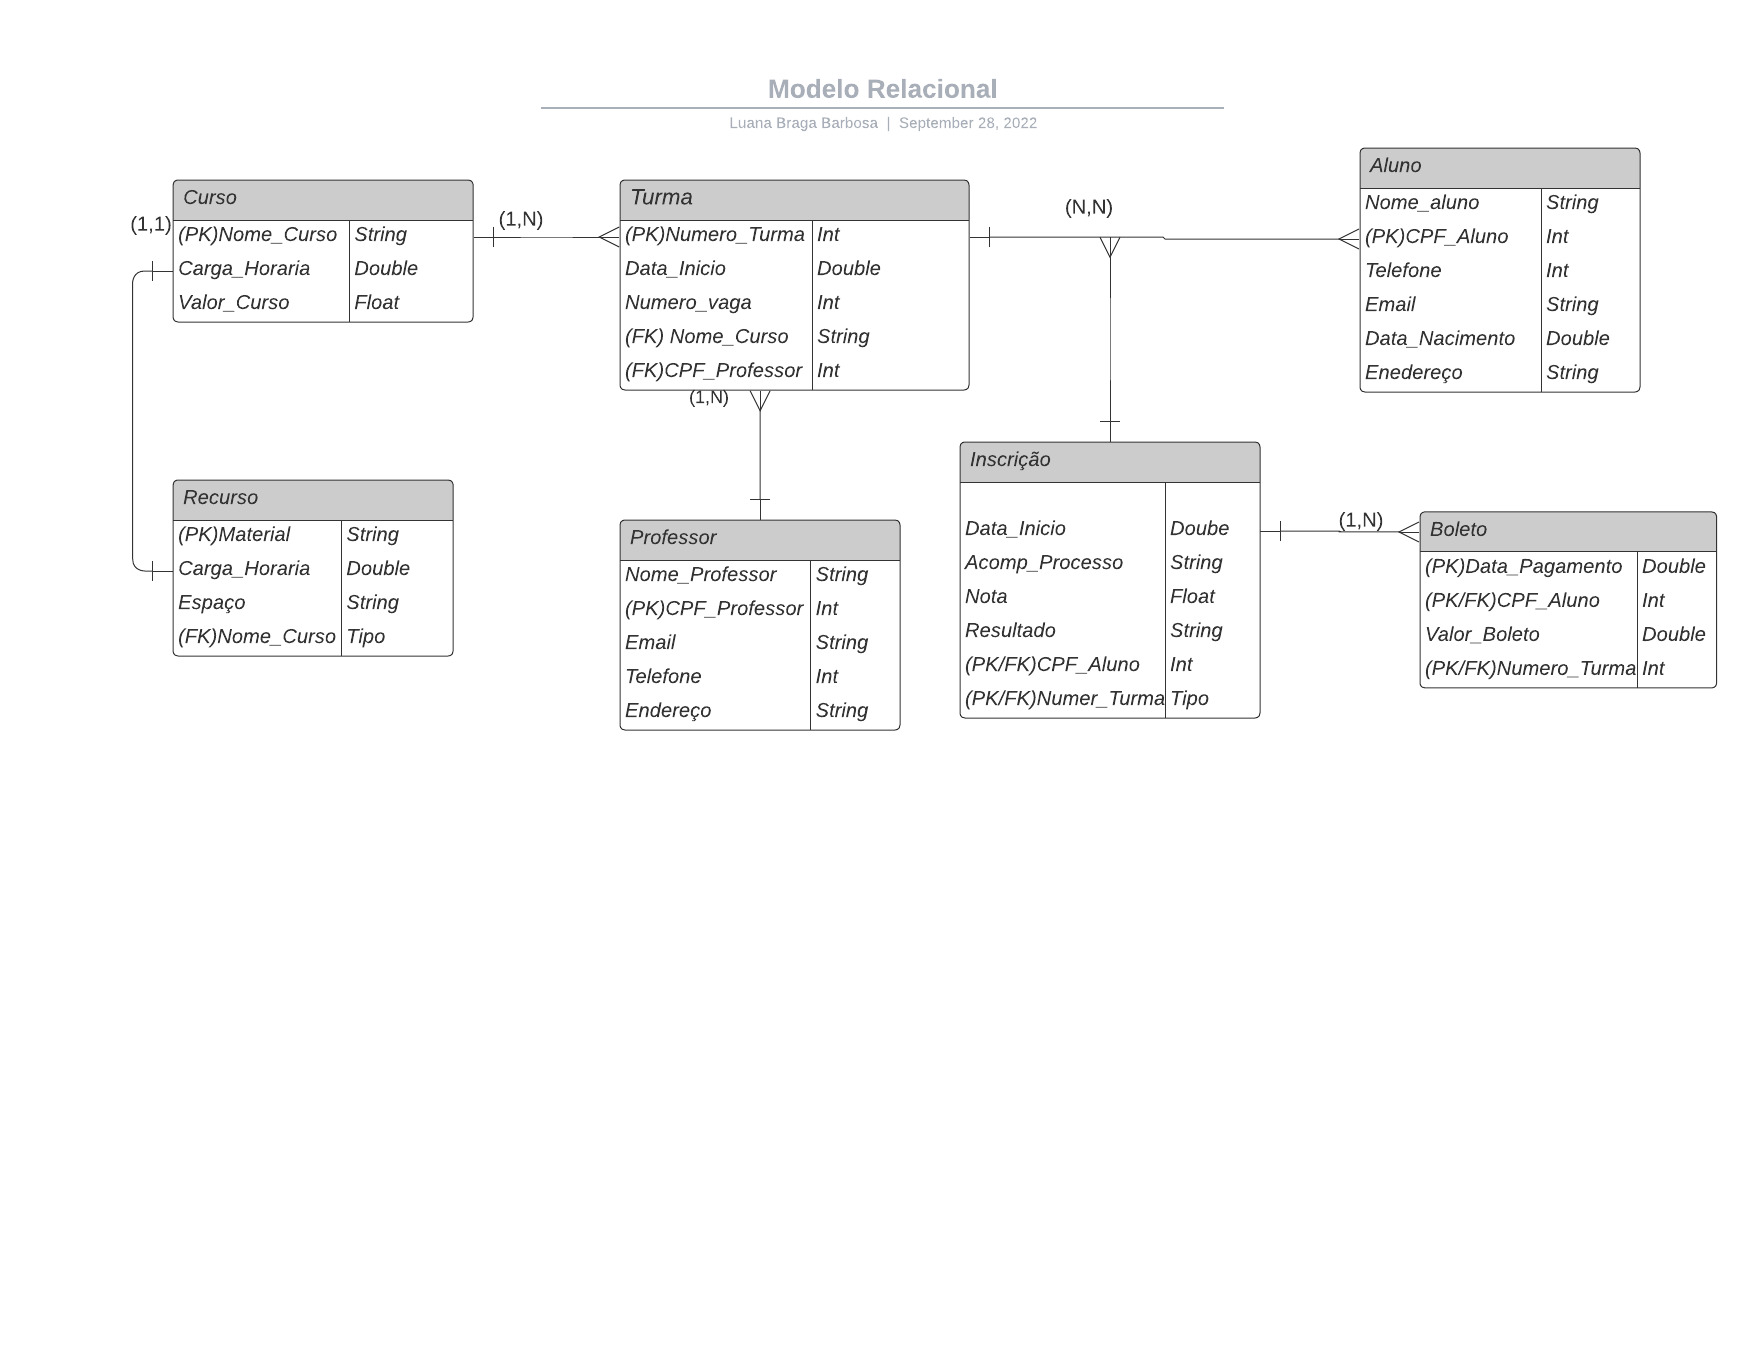 Modelo Relacional
Luana Braga Barbosa | September 28, 2022
Curso
(1,1)
(PK)Nome_Curso String
Carga_Horaria Double
Valor_Curso Float
(1,N)
Turma
(PK)Numero_Turma Int
Data_Inicio Double
Numero_vaga Int
(FK) Nome_Curso String
(FK)CPF_Professor Int
(1,N)
(N,N)
Aluno
Nome_aluno String
(PK)CPF_Aluno Int
Telefone Int
Email String
Data_Nacimento Double
Enedereço String
Recurso
(PK)Material String
Carga_Horaria Double
Espaço String
(FK)Nome_Curso Tipo
Professor
Nome_Professor String
(PK)CPF_Professor Int
Email String
Telefone Int
Endereço String
Inscrição
Data_Inicio Doube
Acomp_Processo String
Nota Float
Resultado String
(PK/FK)CPF_Aluno Int
(PK/FK)Numer_Turma Tipo
(1,N)
Boleto
(PK)Data_Pagamento Double
(PK/FK)CPF_Aluno Int
Valor_Boleto Double
(PK/FK)Numero_Turma Int